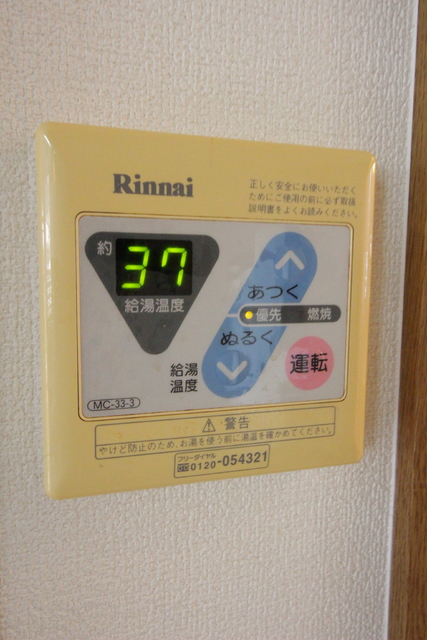 Rinnai
正しく安全にお使いいただく
ためにご使用の前に必ず取扱
説明書をよくお読みください。
約
37
給湯温度
あつく
優先 燃焼
ぬるく
給湯
温度
運転
MC-33-3
⚠警告
やけど防止のため、お湯を使う前に湯温を確かめてください。
フリーダイヤル
0120-054321